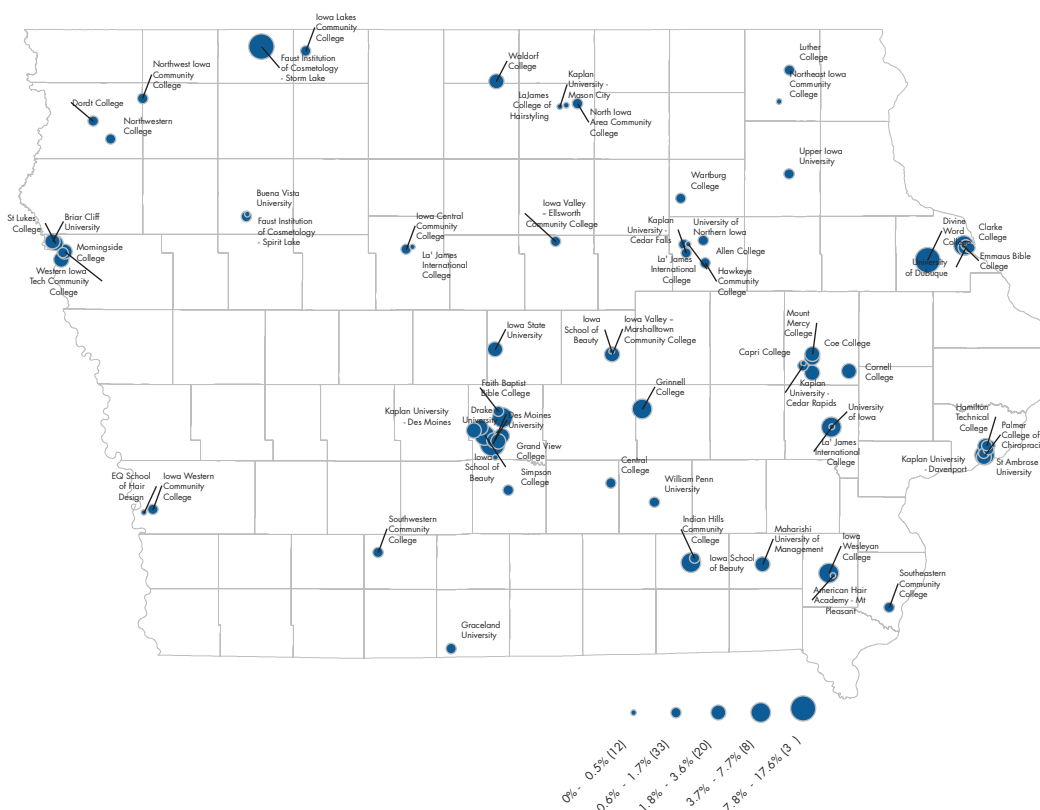 Iowa Lakes
Community
College
Faust Institution
of Cosmetology
- Storm Lake
Northwest Iowa
Community
College
Dordt College
Northwestern
College
Waldorf
College
Kaplan
University -
Mason City
LaJames
College of
Hairstyling
North Iowa
Area Community
College
Luther
College
Northeast Iowa
Community
College
Upper Iowa
University
Buena Vista
University
Faust Institution
of Cosmetology
- Spirit Lake
St Lukes
College
Briar Cliff
University
Morningside
College
Western Iowa
Tech Community
College
Iowa Central
Community
College
La' James
International
College
Iowa Valley
– Ellsworth
Community College
Wartburg
College
Kaplan
University -
Cedar Falls
University of
Northern Iowa
Allen College
La' James
International
College
Hawkeye
Community
College
Divine
Word
College
Clarke
College
University
of Dubuque
Emmaus Bible
College
Iowa State
University
Iowa
School of
Beauty
Iowa Valley –
Marshalltown
Community College
Mount
Mercy
College
Coe College
Capri College
Kaplan
University -
Cedar Rapids
Cornell
College
Faith Baptist
Bible College
Grinnell
College
Kaplan University
- Des Moines
Drake
University
Des Moines
University
Grand View
College
Iowa
School of
Beauty
Simpson
College
University
of Iowa
La' James
International
College
Hamilton
Technical
College
Palmer
College of
Chiropract
Kaplan University
- Davenport
St Ambrose
University
EQ School
of Hair
Design
Iowa Western
Community
College
Central
College
William Penn
University
Southwestern
Community
College
Indian Hills
Community
College
Iowa School
of Beauty
Maharishi
University of
Management
Iowa
Wesleyan
College
American Hair
Academy - Mt
Pleasant
Southeastern
Community
College
Graceland
University
0% - 0.5% (12)
0.6% - 1.7% (33)
1.8% - 3.6% (20)
3.7% - 7.7% (8)
7.8% - 17.6% (3 )